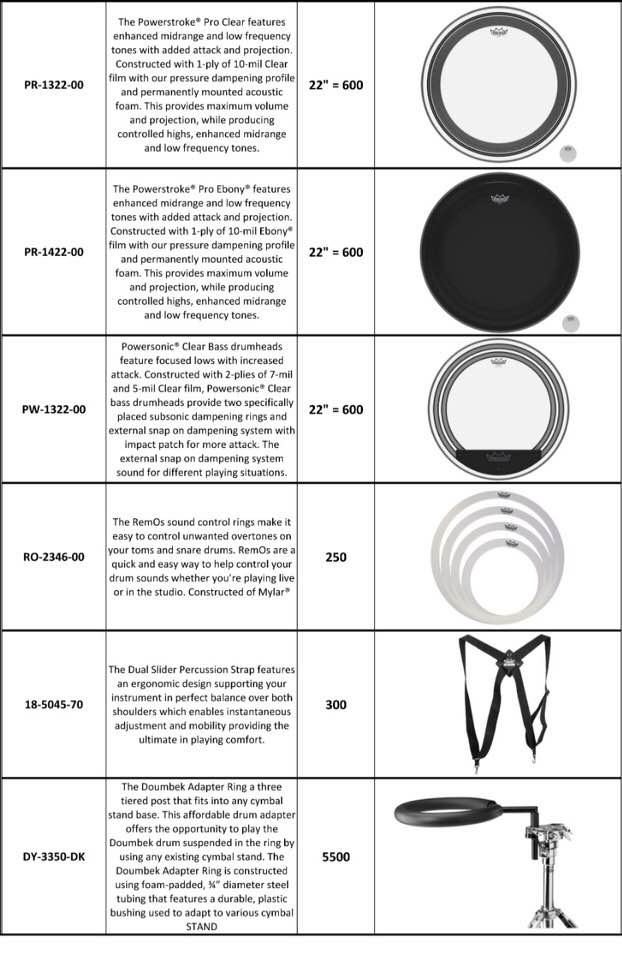 PR-1322-00
The Powerstroke® Pro Clear features
enhanced midrange and low frequency
tones with added attack and projection.
Constructed with 1-ply of 10-mil Clear
film with our pressure dampening profile
and permanently mounted acoustic
foam. This provides maximum volume
and projection, while producing
controlled highs, enhanced midrange
and low frequency tones.
22" = 600
PR-1422-00
The Powerstroke® Pro Ebony® features
enhanced midrange and low frequency
tones with added attack and projection.
Constructed with 1-ply of 10-mil Ebony®
film with our pressure dampening profile
and permanently mounted acoustic
foam. This provides maximum volume
and projection, while producing
controlled highs, enhanced midrange
and low frequency tones.
22" = 600
PW-1322-00
Powersonic® Clear Bass drumheads
feature focused lows with increased
attack. Constructed with 2-plies of 7-mil
and 5-mil Clear film, Powersonic® Clear
bass drumheads provide two specifically
placed subsonic dampening rings and
external snap on dampening system with
impact patch for more attack. The
external snap on dampening system
sound for different playing situations.
22" = 600
RO-2346-00
The RemOs sound control rings make it
easy to control unwanted overtones on
your toms and snare drums. RemOs are a
quick and easy way to help control your
drum sounds whether you're playing live
or in the studio. Constructed of Mylar®
250
18-5045-70
The Dual Slider Percussion Strap features
an ergonomic design supporting your
instrument in perfect balance over both
shoulders which enables instantaneous
adjustment and mobility providing the
ultimate in playing comfort.
300
DY-3350-DK
The Doumbek Adapter Ring a three
tiered post that fits into any cymbal
stand base. This affordable drum adapter
offers the opportunity to play the
Doumbek drum suspended in the ring by
using any existing cymbal stand. The
Doumbek Adapter Ring is constructed
using foam-padded, ¾" diameter steel
tubing that features a durable, plastic
bushing used to adapt to various cymbal
STAND
5500